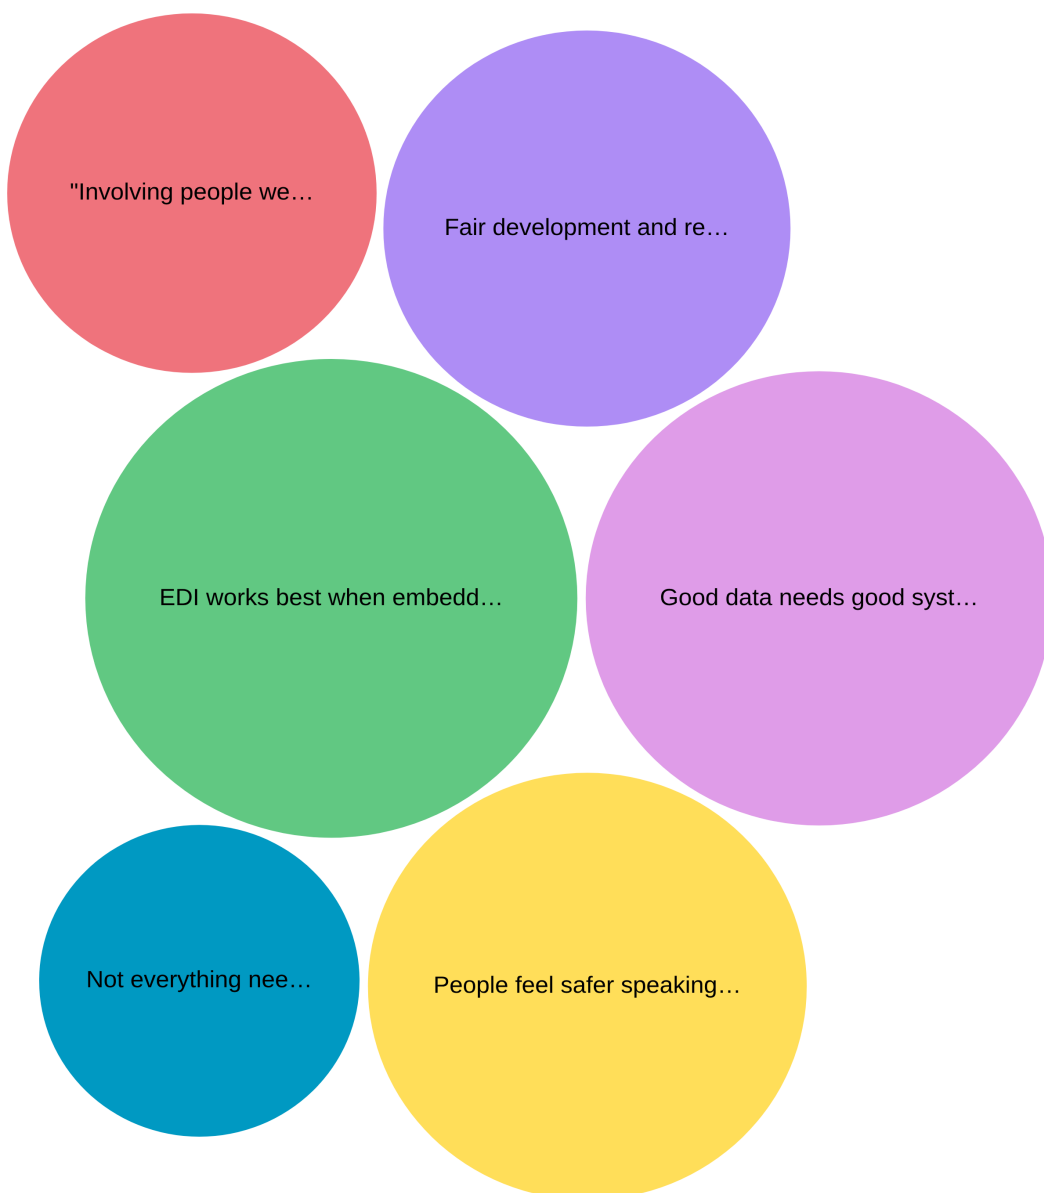 "Involving people we…
Fair development and re…
EDI works best when embedd…
Good data needs good syst…
Not everything nee…
People feel safer speaking…